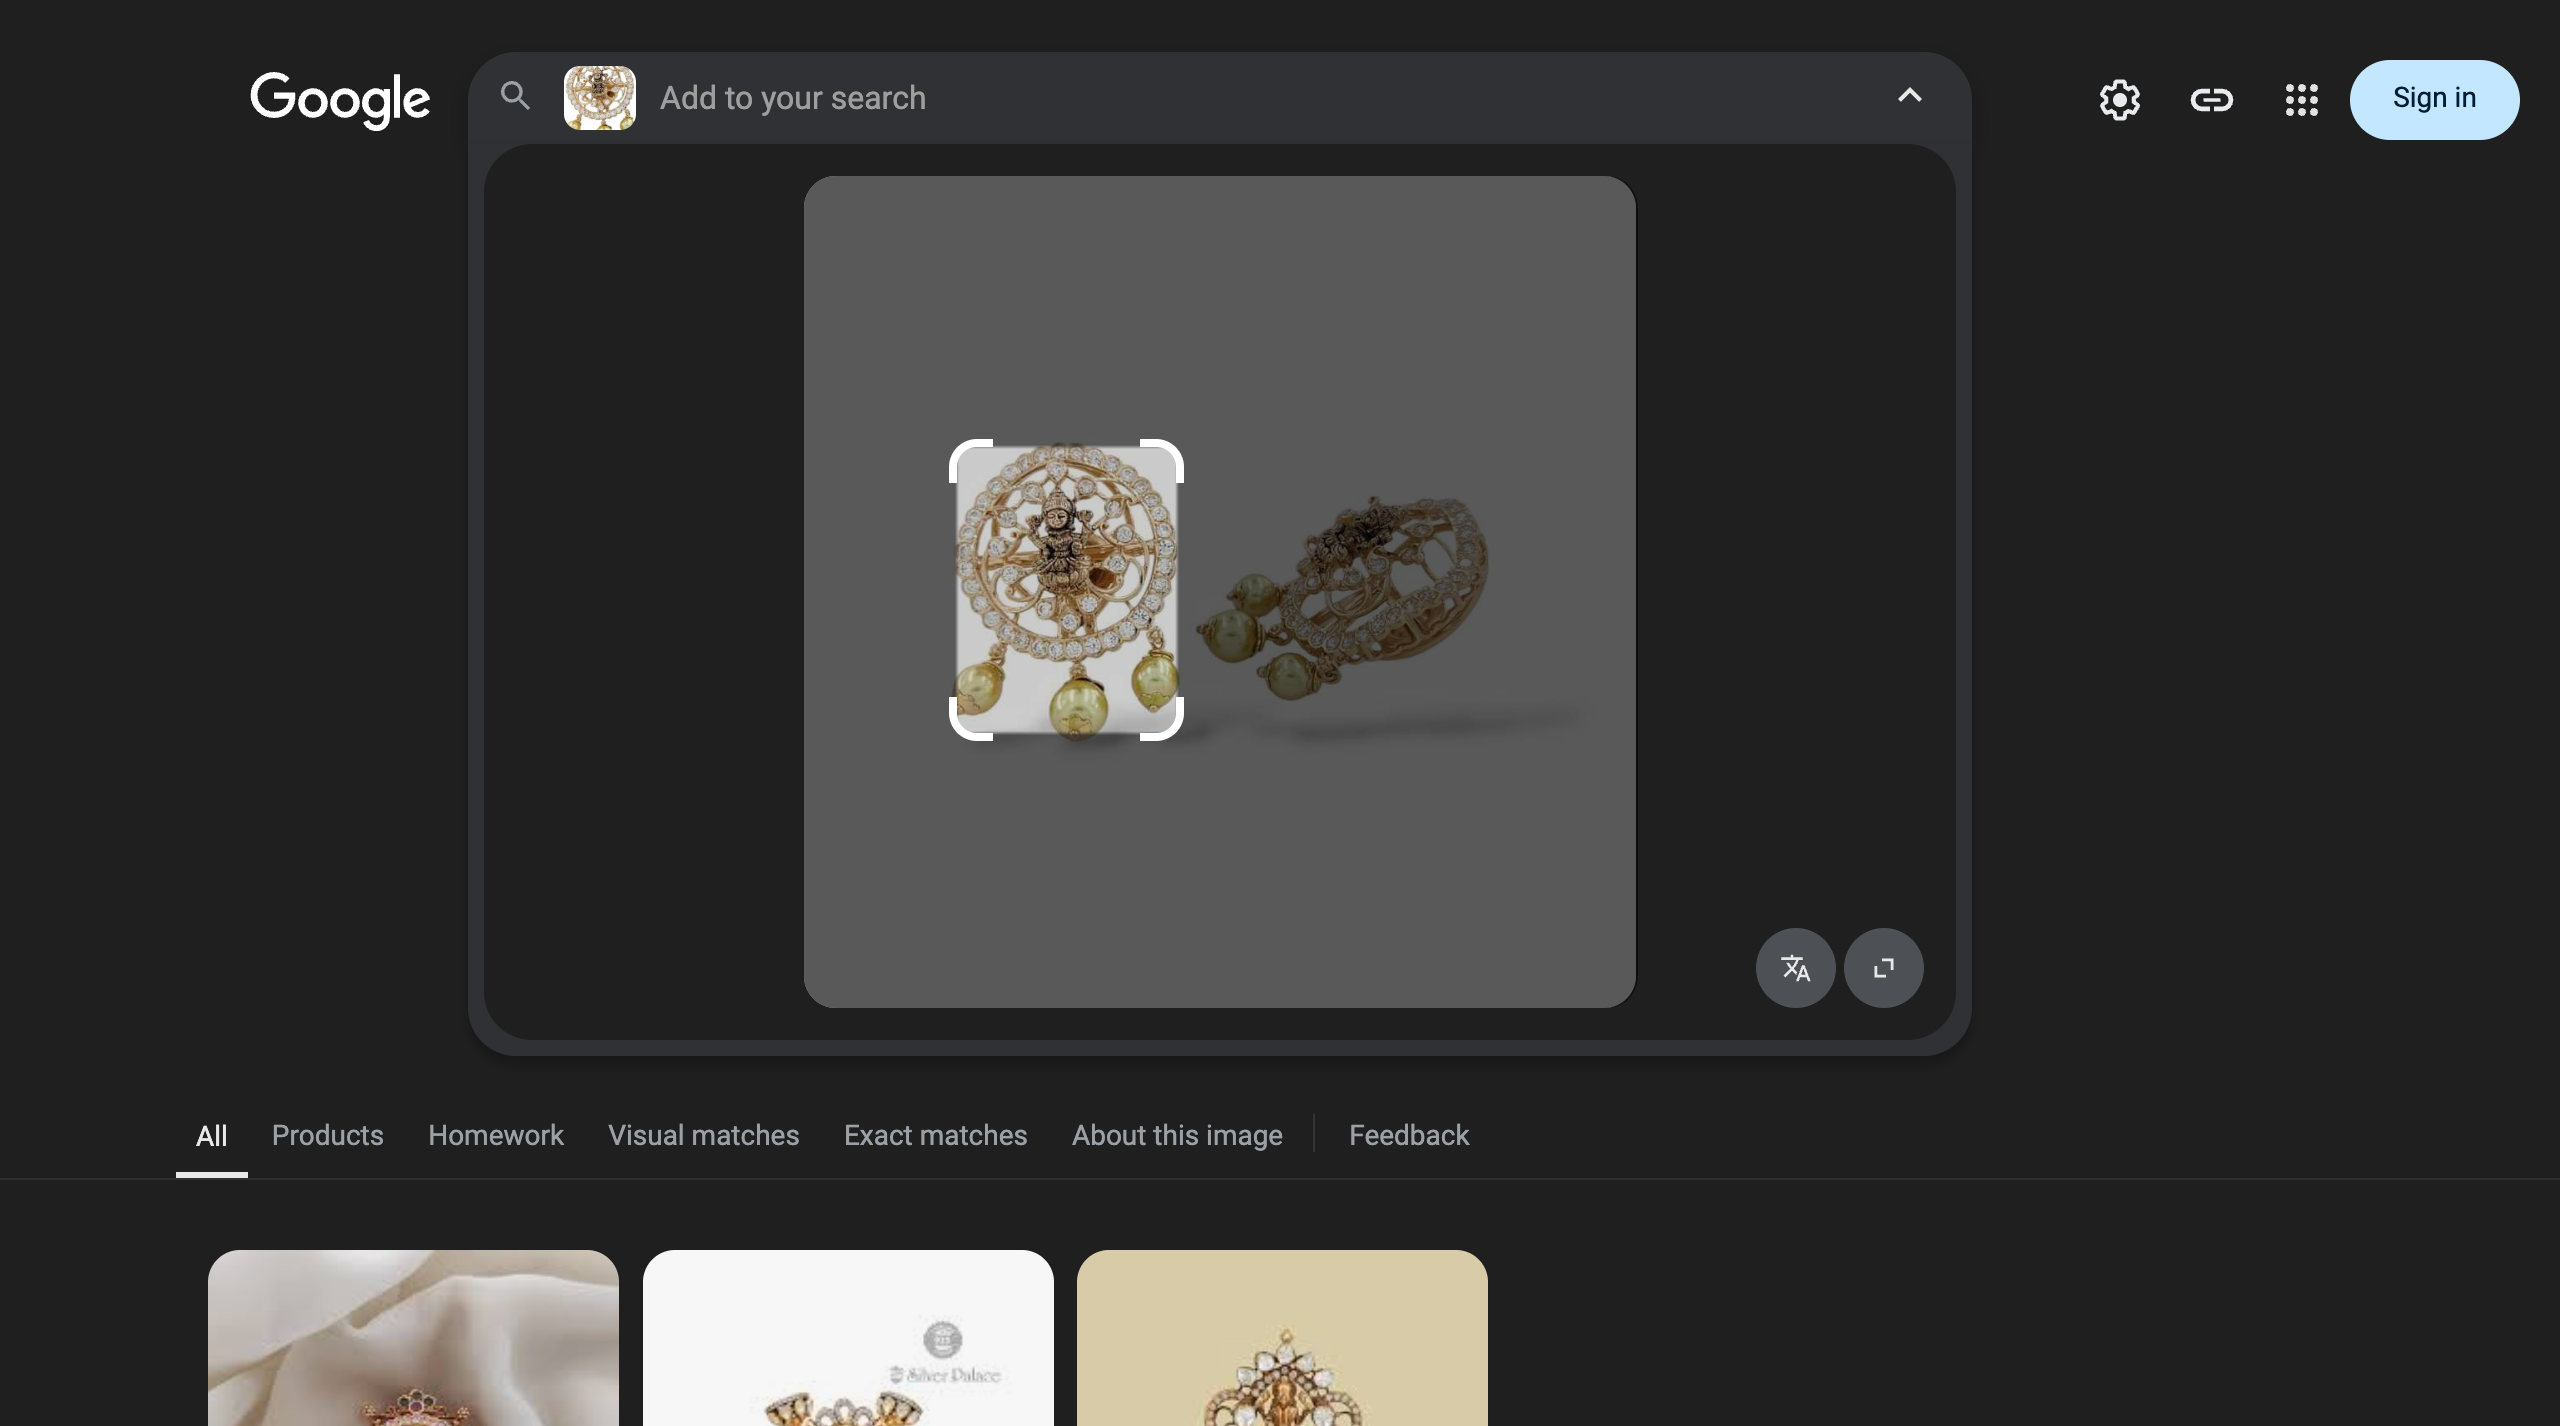 Google
Add to your search
Sign in
All
Products
Homework
Visual matches
Exact matches
About this image
Feedback
925
Silver Palace